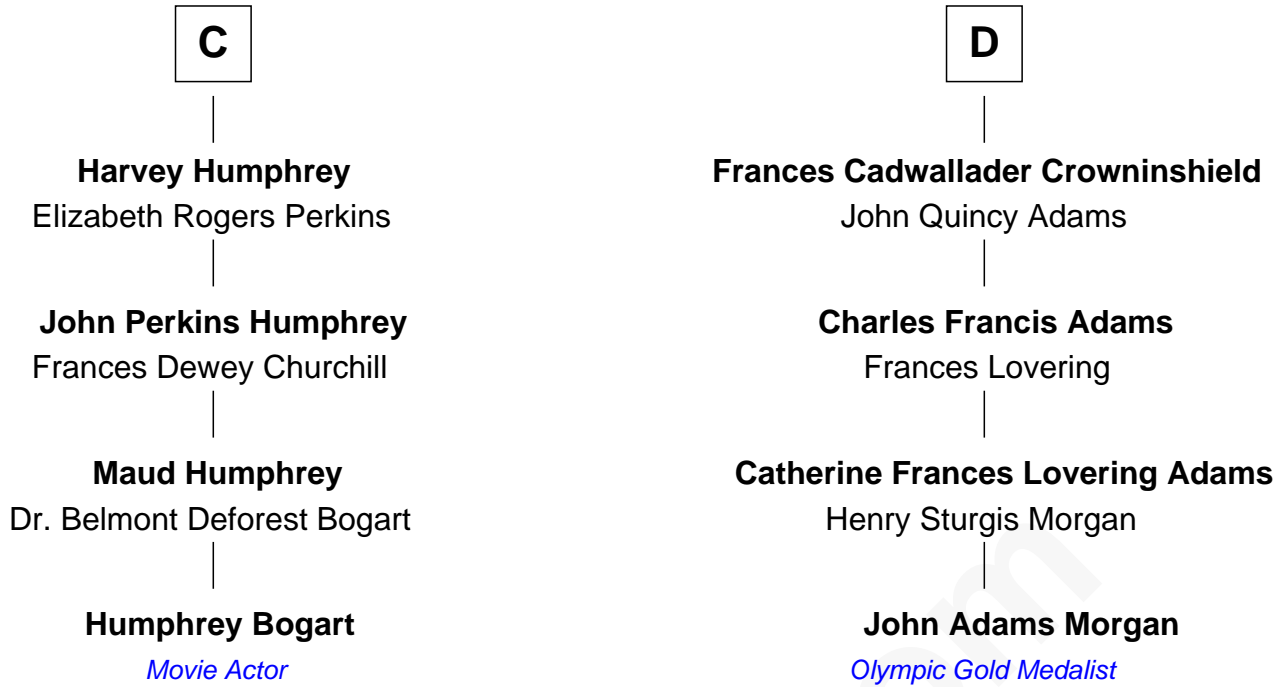 C
Harvey Humphrey
Elizabeth Rogers Perkins
John Perkins Humphrey
Frances Dewey Churchill
Maud Humphrey
Dr. Belmont Deforest Bogart
Humphrey Bogart
Movie Actor
D
Frances Cadwallader Crowninshield
John Quincy Adams
Charles Francis Adams
Frances Lovering
Catherine Frances Lovering Adams
Henry Sturgis Morgan
John Adams Morgan
Olympic Gold Medalist